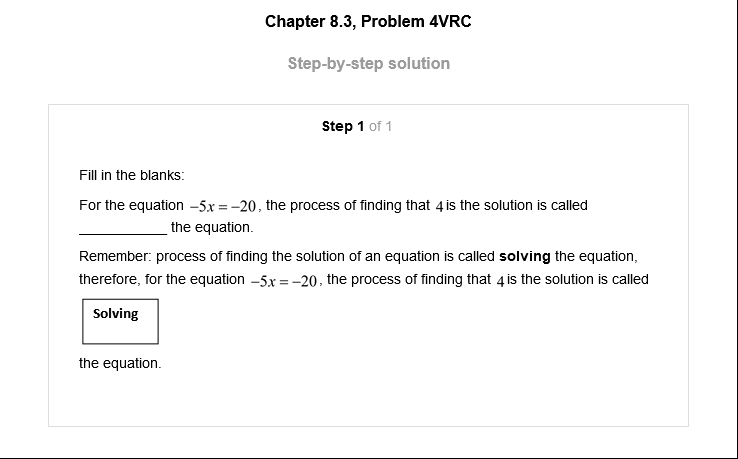 Chapter 8.3, Problem 4VRC
Step-by-step solution
Step 1 of 1
Fill in the blanks:
For the equation −5x = −20, the process of finding that 4 is the solution is called
___________ the equation.
Remember: process of finding the solution of an equation is called solving the equation,
therefore, for the equation −5x = −20, the process of finding that 4 is the solution is called
Solving
the equation.